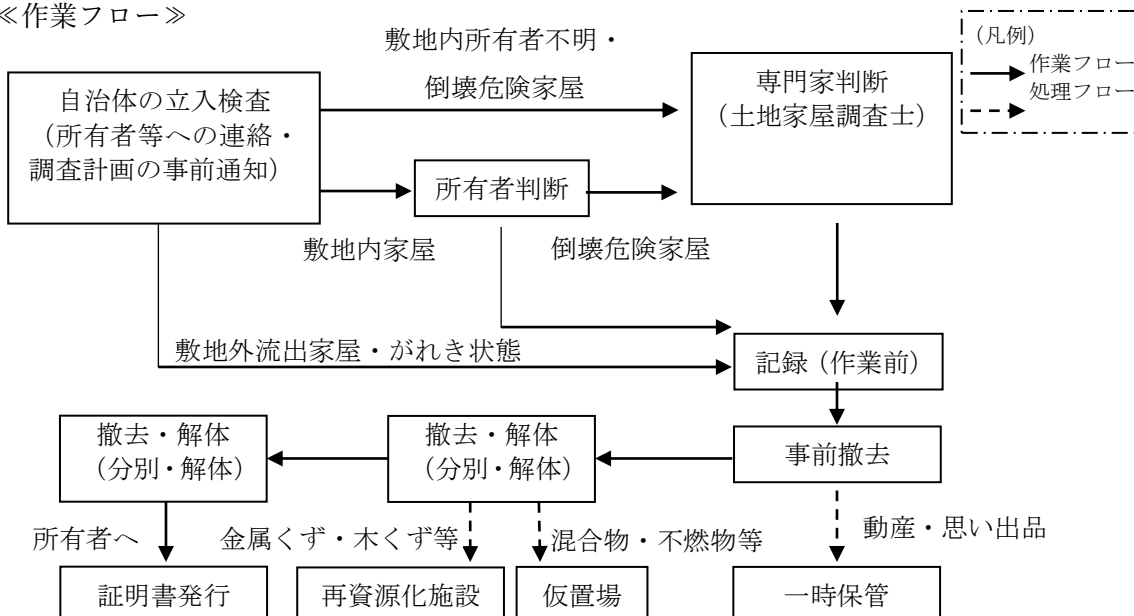 ≪作業フロー≫
敷地内所有者不明・
倒壊危険家屋
(凡例)
作業フロー
処理フロー
自治体の立入検査
(所有者等への連絡・
調査計画の事前通知)
専門家判断
(土地家屋調査士)
所有者判断
敷地内家屋
倒壊危険家屋
敷地外流出家屋・がれき状態
記録(作業前)
撤去・解体
(分別・解体)
撤去・解体
(分別・解体)
事前撤去
所有者へ
金属くず・木くず等
混合物・不燃物等
動産・思い出品
証明書発行
再資源化施設
仮置場
一時保管